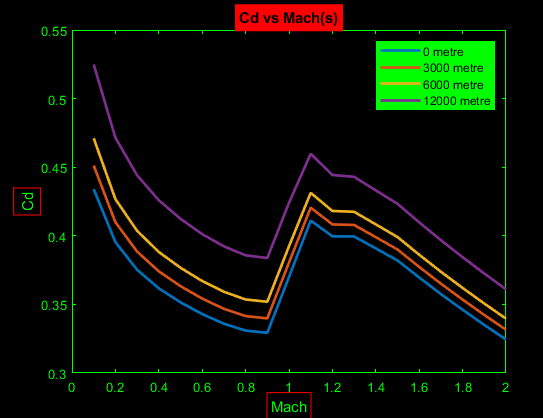 Cd vs Mach(s)
0.55
0.5
0.45
0.4
0.35
0.3
Cd
0 metre
3000 metre
6000 metre
12000 metre
0 0.2 0.4 0.6 0.8 1 1.2 1.4 1.6 1.8 2
Mach